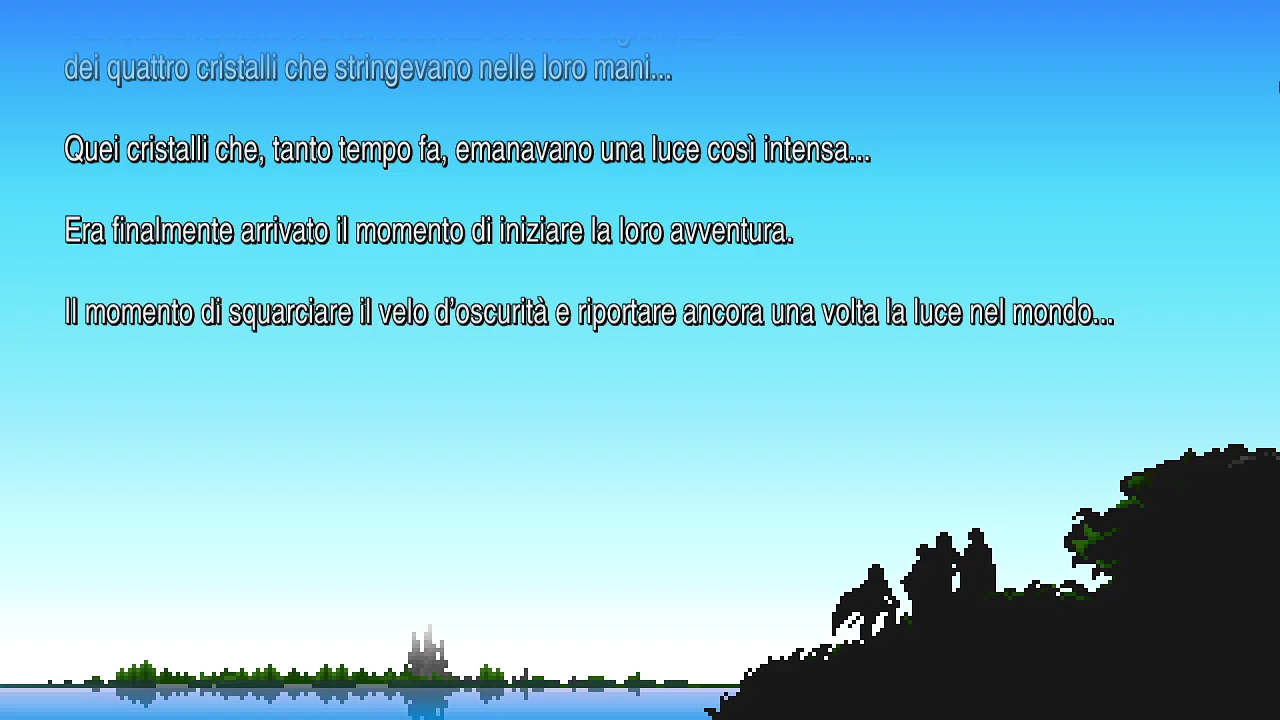 dei quattro cristalli che stringevano nelle loro mani...
Quei cristalli che, tanto tempo fa, emanavano una luce così intensa...
Era finalmente arrivato il momento di iniziare la loro avventura.
Il momento di squarciare il velo d'oscurità e riportare ancora una volta la luce nel mondo...